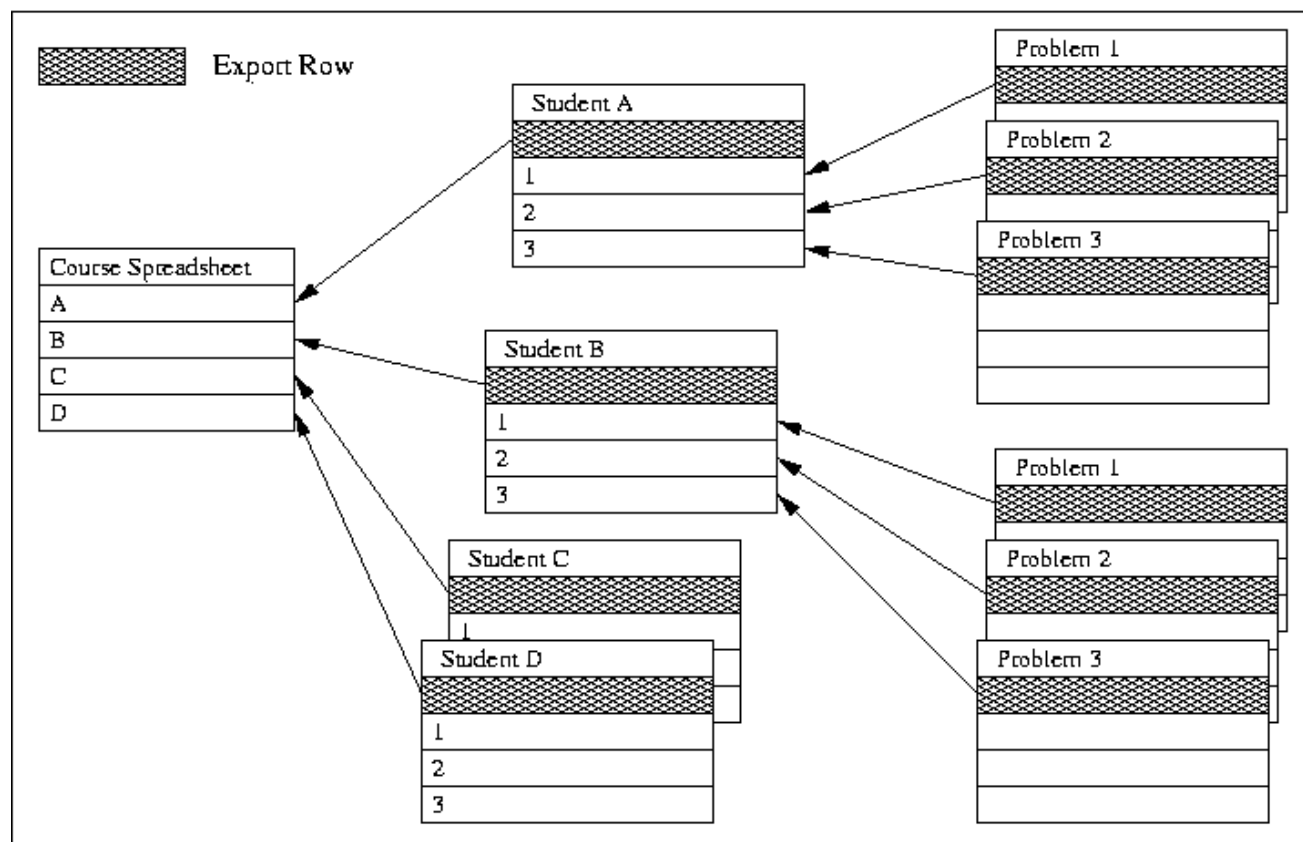 Export Row
Problem 1
Student A
Problem 2
1
2
Problem 3
3
Course Spreadsheet
A
B
C
D
Student B
1
2
3
Problem 1
Student C
Problem 2
1
Student D
Problem 3
1
2
3